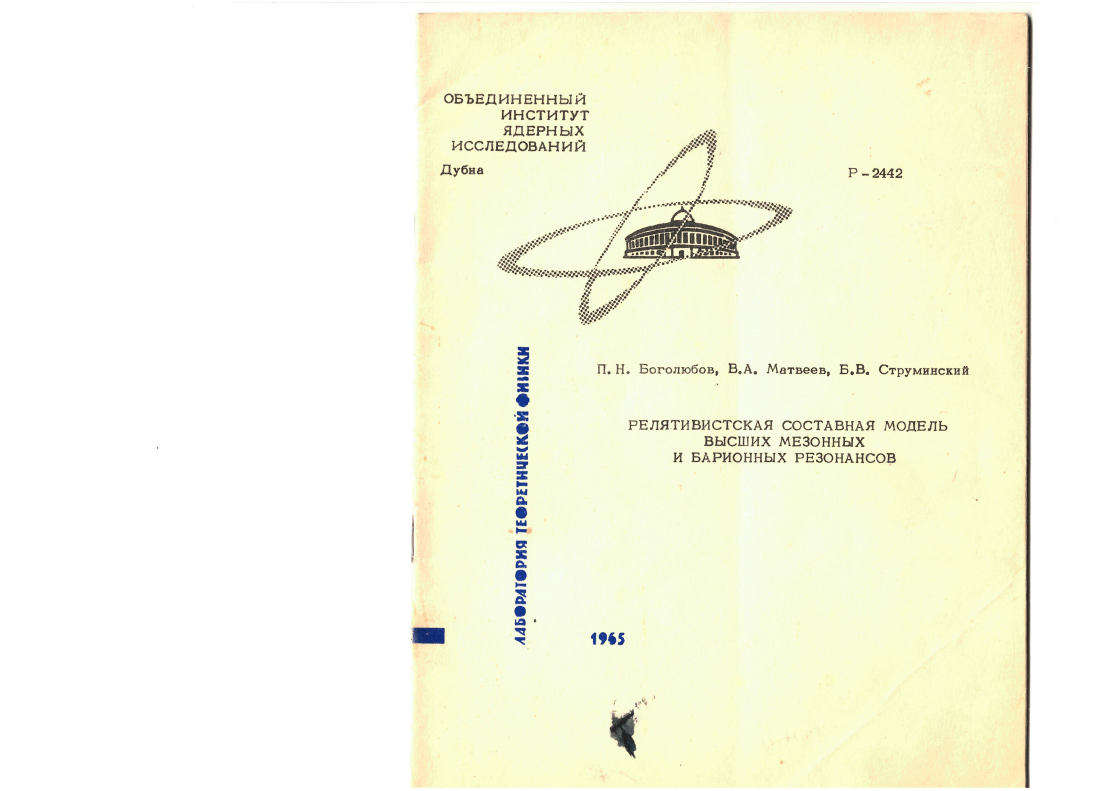 ОБЪЕДИНЕННЫЙ
ИНСТИТУТ
ЯДЕРНЫХ
ИССЛЕДОВАНИЙ
Дубна
Р – 2442
П. Н. Боголюбов, В.А. Матвеев, Б.В. Струминский
РЕЛЯТИВИСТСКАЯ СОСТАВНАЯ МОДЕЛЬ
ВЫСШИХ МЕЗОННЫХ
И БАРИОННЫХ РЕЗОНАНСОВ
ЛАБОРАТОРИЯ ТЕОРЕТИЧЕСКОЙ ФИЗИКИ
1965